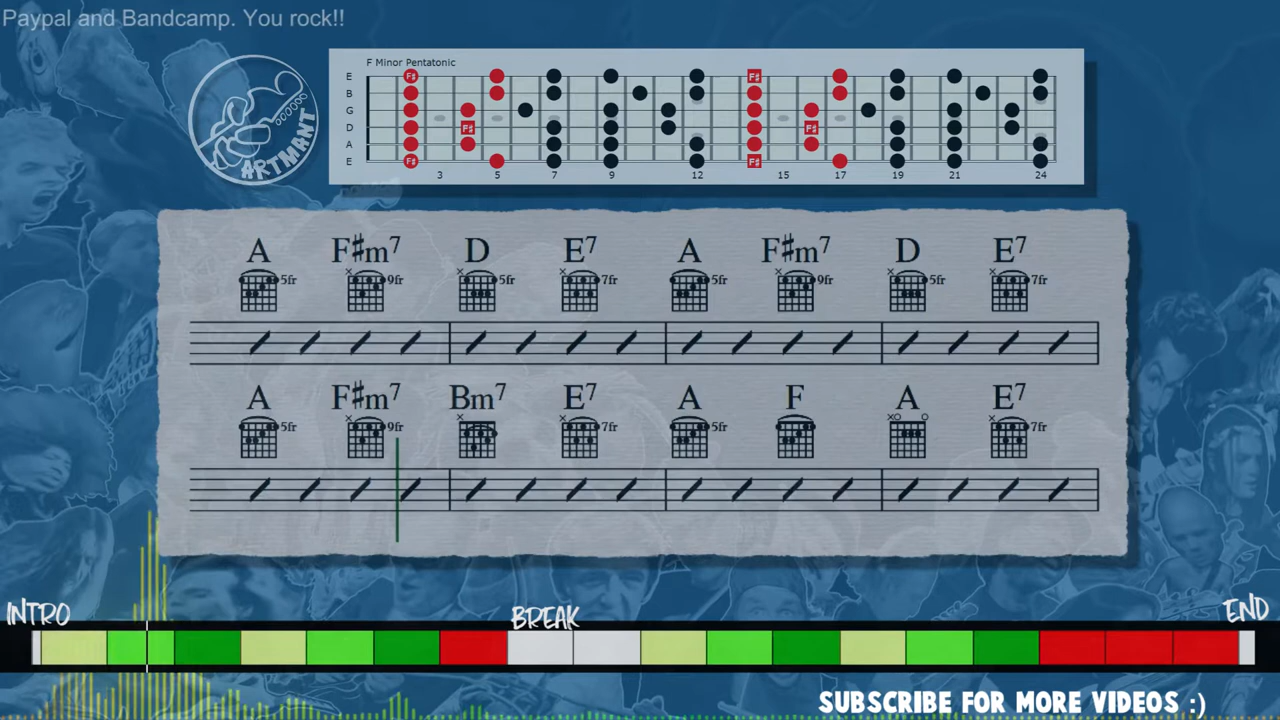 Paypal and Bandcamp. You rock!!
ARTMANT
F Minor Pentatonic
E F♯ F♯
B
G
D F♯ F♯
A
E F♯ F♯
3 5 7 9 12 15 17 19 21 24
A F♯m7 D E7 A F♯m7 D E7
5fr × 9fr × 5fr × 7fr 5fr × 9fr × 5fr × 7fr
A F♯m7 Bm7 E7 A F A E7
5fr × 9fr × × 7fr 5fr ×○ ○ × 7fr
INTRO BREAK END
SUBSCRIBE FOR MORE VIDEOS :)